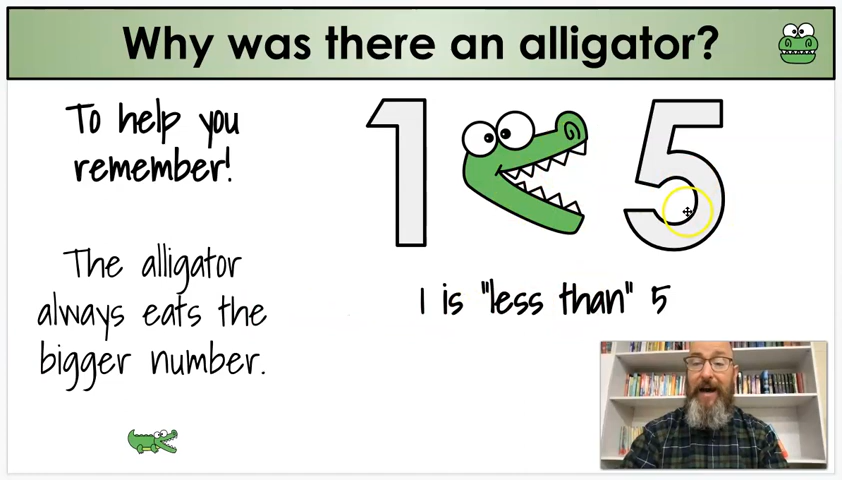 Why was there an alligator?
To help you
remember!
1 5
The alligator
always eats the
bigger number.
1 is "less than" 5